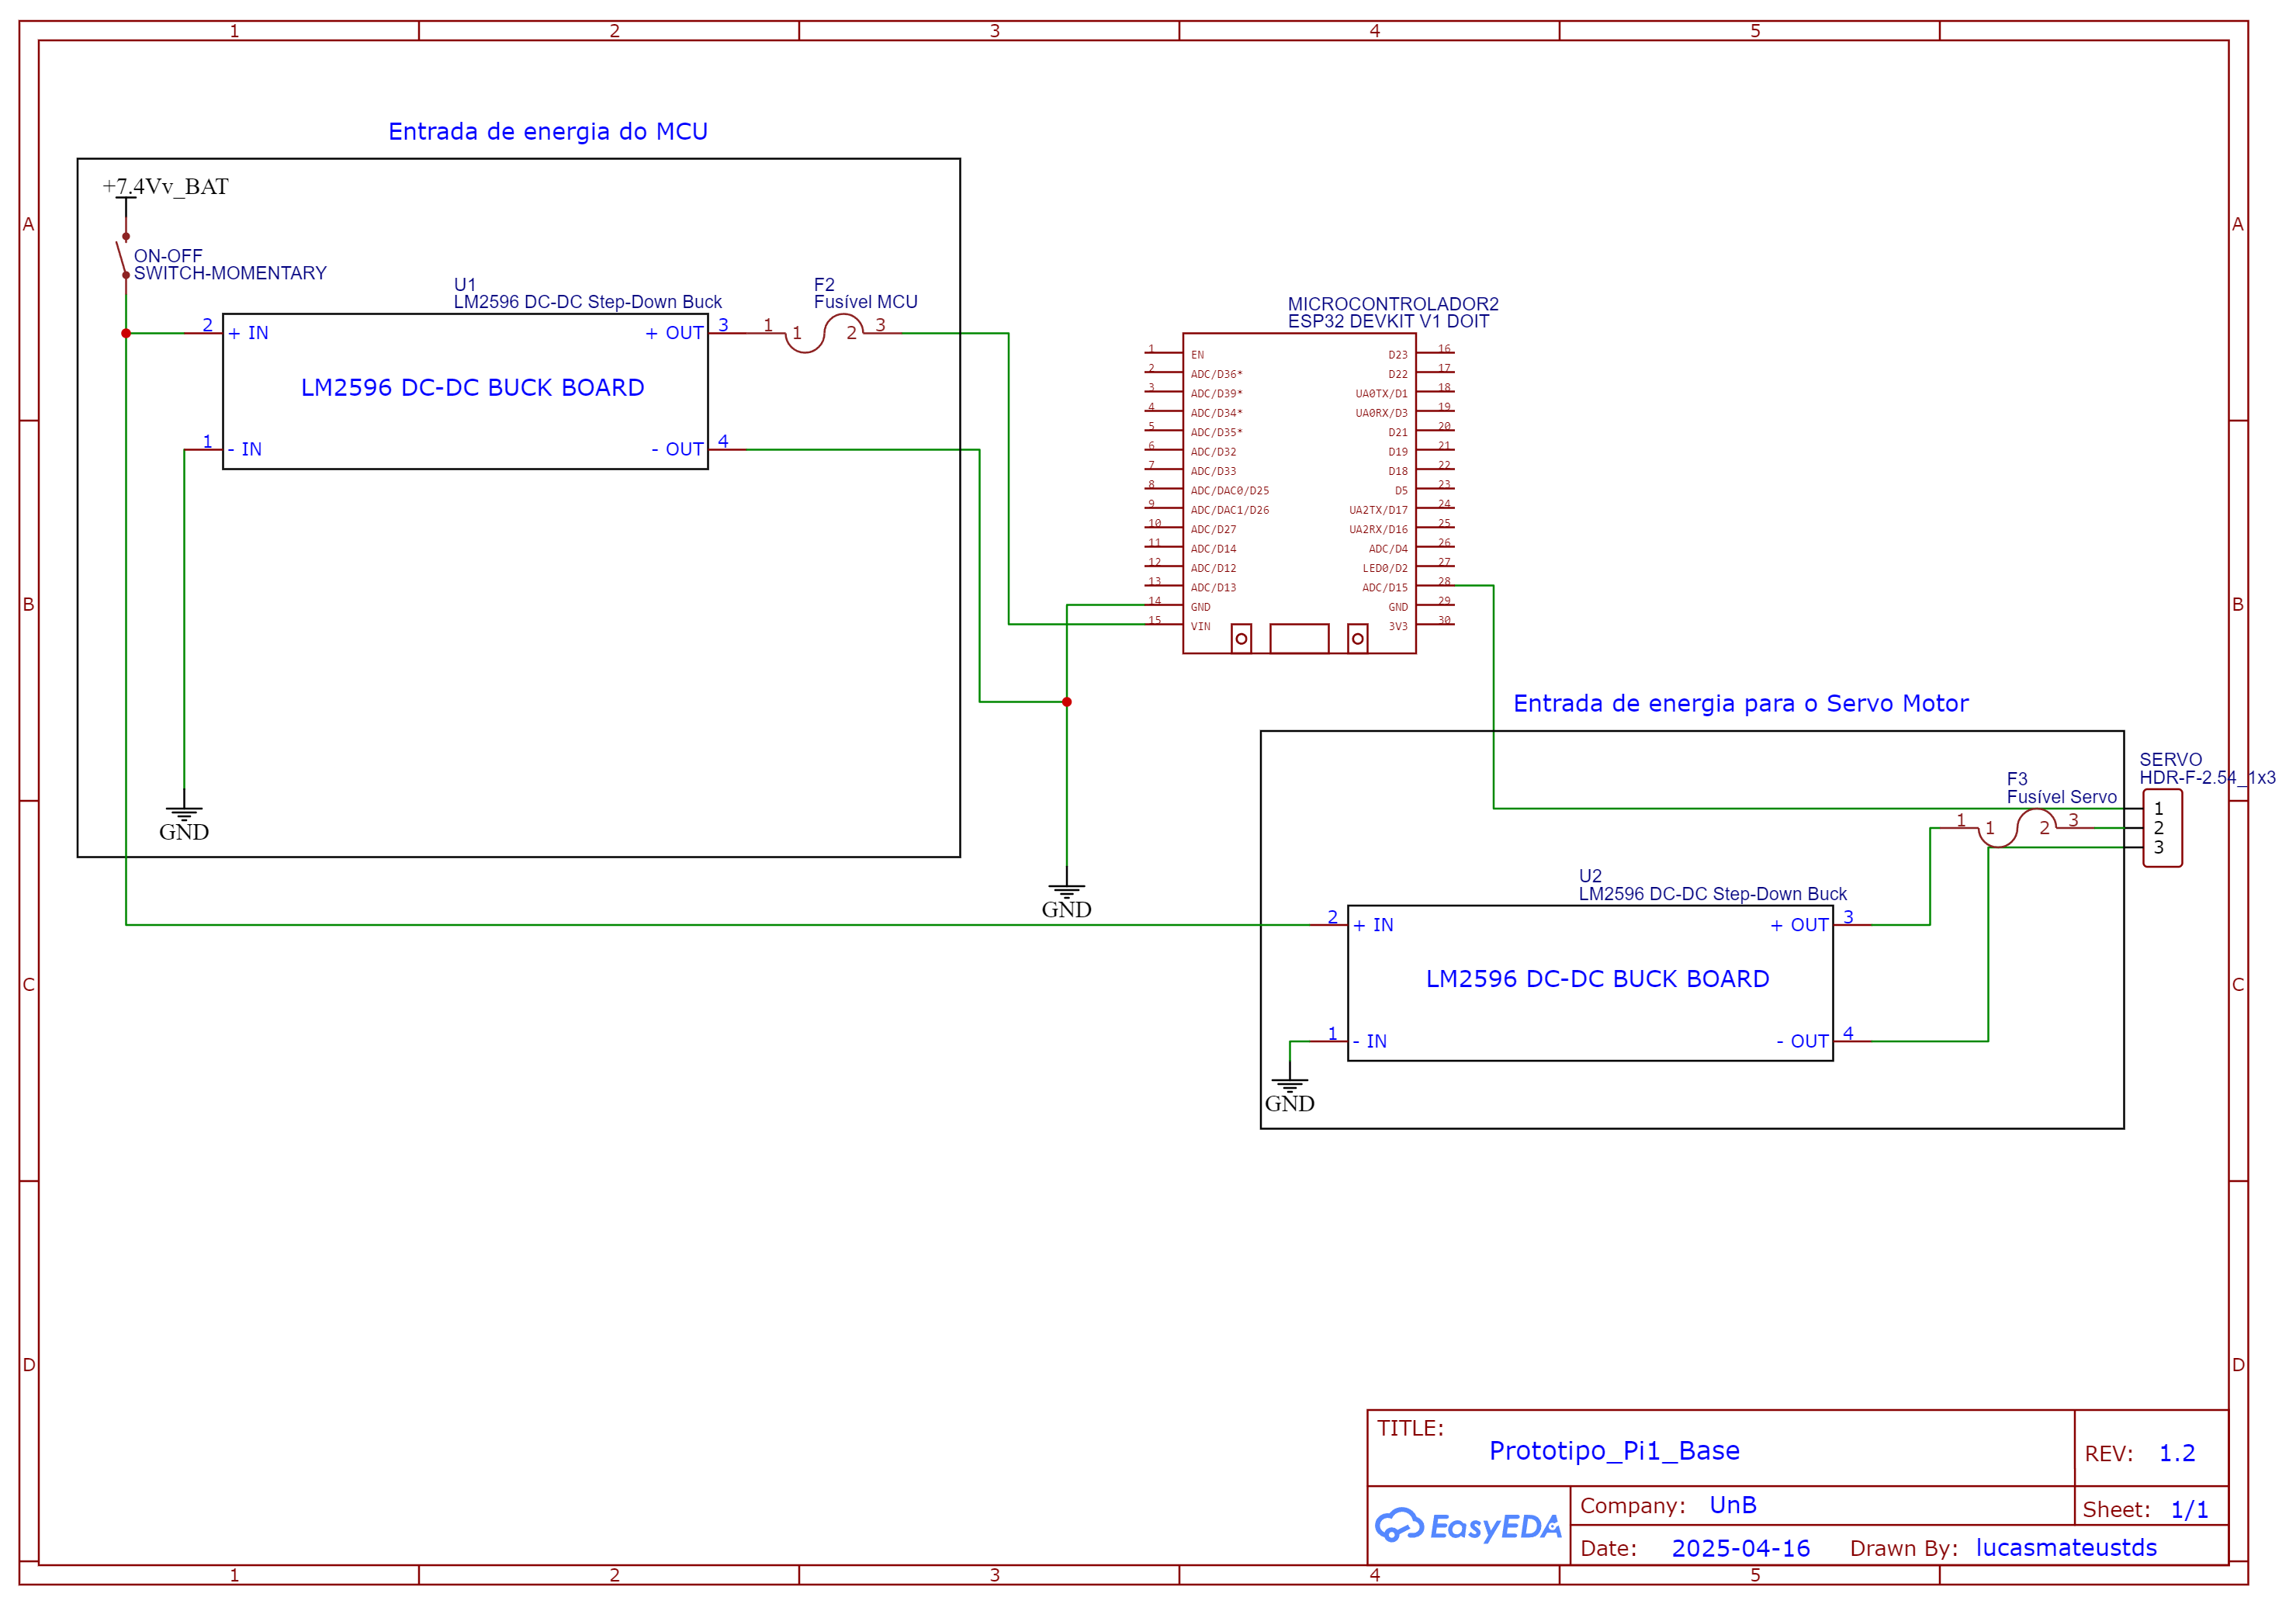 1 2 3 4 5
A A
B B
C C
D D
Entrada de energia do MCU
+7.4Vv_BAT
ON-OFF
SWITCH-MOMENTARY
U1
LM2596 DC-DC Step-Down Buck
F2
Fusível MCU
2 + IN + OUT 3 1 1 2 3
LM2596 DC-DC BUCK BOARD
1 - IN - OUT 4
GND
GND
MICROCONTROLADOR2
ESP32 DEVKIT V1 DOIT
1 EN D23 16
2 ADC/D36* D22 17
3 ADC/D39* UA0TX/D1 18
4 ADC/D34* UA0RX/D3 19
5 ADC/D35* D21 20
6 ADC/D32 D19 21
7 ADC/D33 D18 22
8 ADC/DAC0/D25 D5 23
9 ADC/DAC1/D26 UA2TX/D17 24
10 ADC/D27 UA2RX/D16 25
11 ADC/D14 ADC/D4 26
12 ADC/D12 LED0/D2 27
13 ADC/D13 ADC/D15 28
14 GND GND 29
15 VIN 3V3 30
Entrada de energia para o Servo Motor
SERVO
HDR-F-2.54_1x3
F3
Fusível Servo
1 1 2 3
1
2
3
U2
LM2596 DC-DC Step-Down Buck
2 + IN + OUT 3
LM2596 DC-DC BUCK BOARD
1 - IN - OUT 4
GND
TITLE:
Prototipo_Pi1_Base
REV: 1.2
EasyEDA
Company: UnB
Sheet: 1/1
Date: 2025-04-16 Drawn By: lucasmateustds
1 2 3 4 5